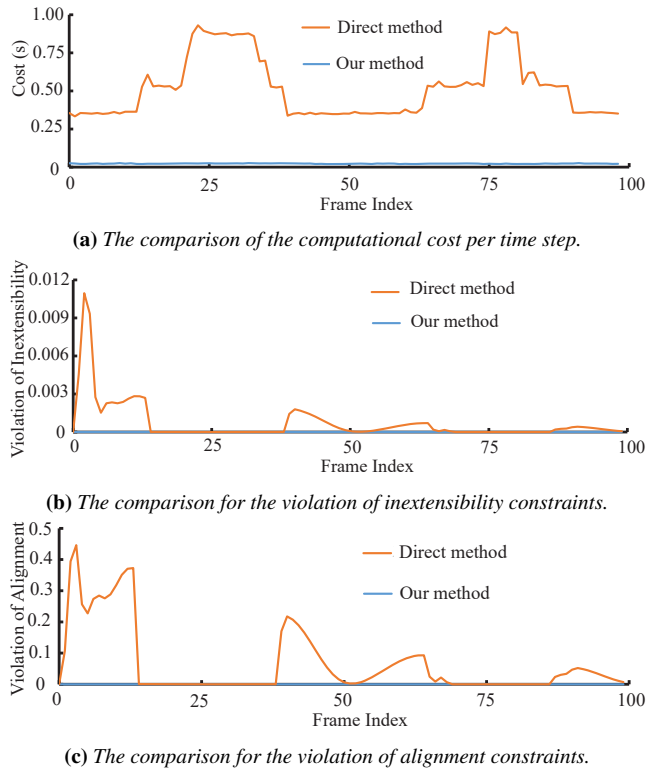 1.00
0.75
0.50
0.25
0
Cost (s)
Direct method
Our method
0 25 50 75 100
Frame Index
(a) The comparison of the computational cost per time step.
0.012
0.009
0.006
0.003
0
Violation of Inextensibility
Direct method
Our method
0 25 50 75 100
Frame Index
(b) The comparison for the violation of inextensibility constraints.
0.5
0.4
0.3
0.2
0.1
0
Violation of Alignment
Direct method
Our method
0 25 50 75 100
Frame Index
(c) The comparison for the violation of alignment constraints.